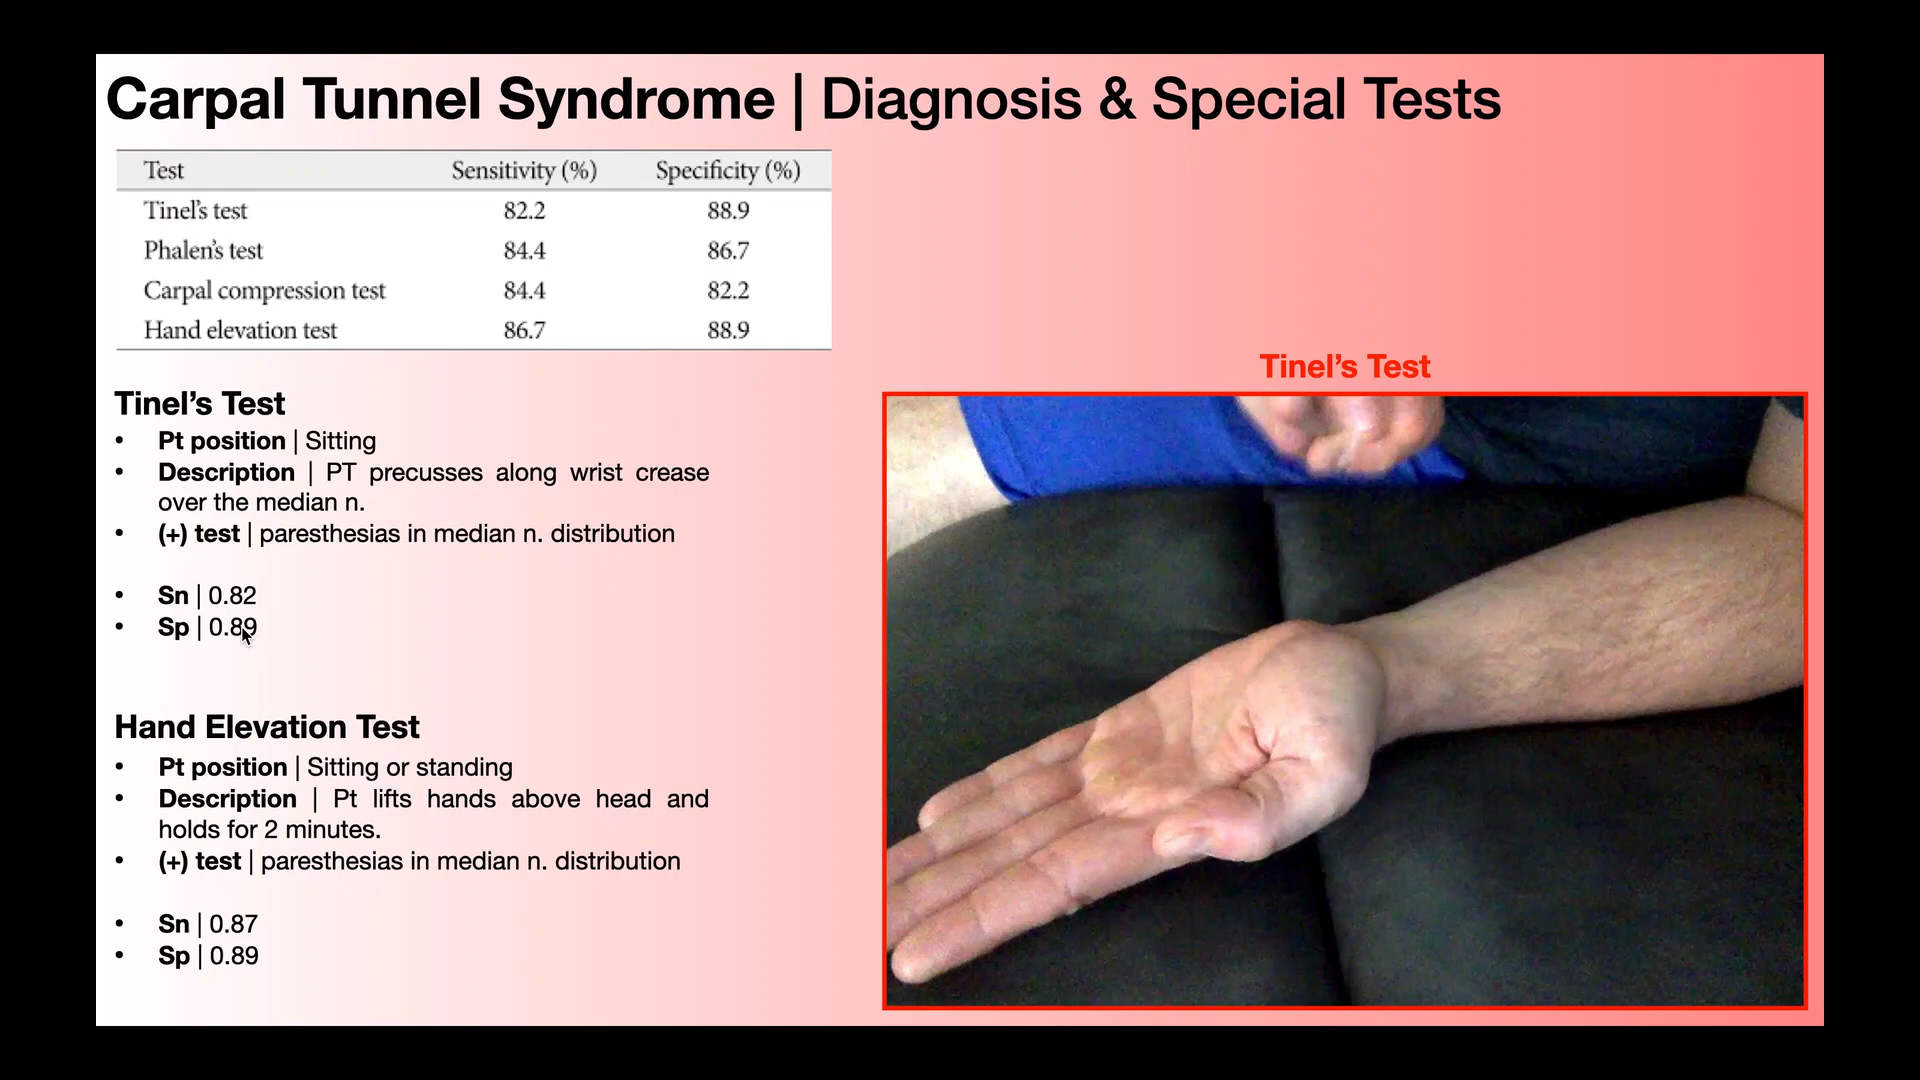 Carpal Tunnel Syndrome | Diagnosis & Special Tests
Test Sensitivity (%) Specificity (%)
Tinel's test 82.2 88.9
Phalen's test 84.4 86.7
Carpal compression test 84.4 82.2
Hand elevation test 86.7 88.9
Tinel's Test
• Pt position | Sitting
• Description | PT precusses along wrist crease
over the median n.
• (+) test | paresthesias in median n. distribution
• Sn | 0.82
• Sp | 0.89
Hand Elevation Test
• Pt position | Sitting or standing
• Description | Pt lifts hands above head and
holds for 2 minutes.
• (+) test | paresthesias in median n. distribution
• Sn | 0.87
• Sp | 0.89
Tinel's Test